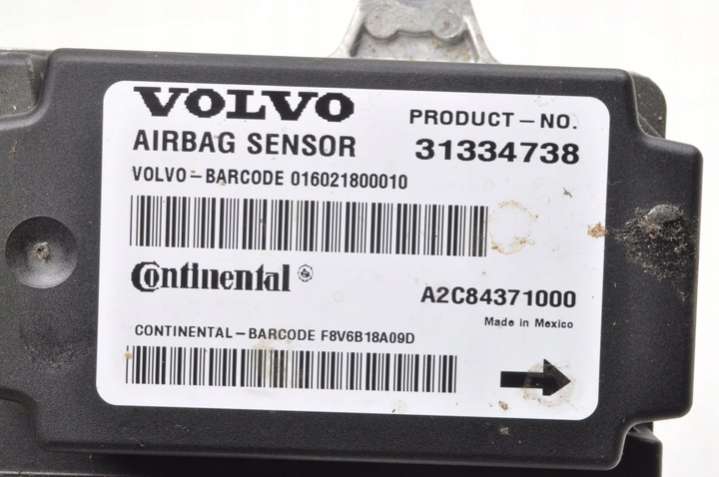 VOLVO
PRODUCT-NO.
AIRBAG SENSOR 31334738
VOLVO-BARCODE 016021800010
Continental
A2C84371000
Made in Mexico
CONTINENTAL-BARCODE F8V6B18A09D